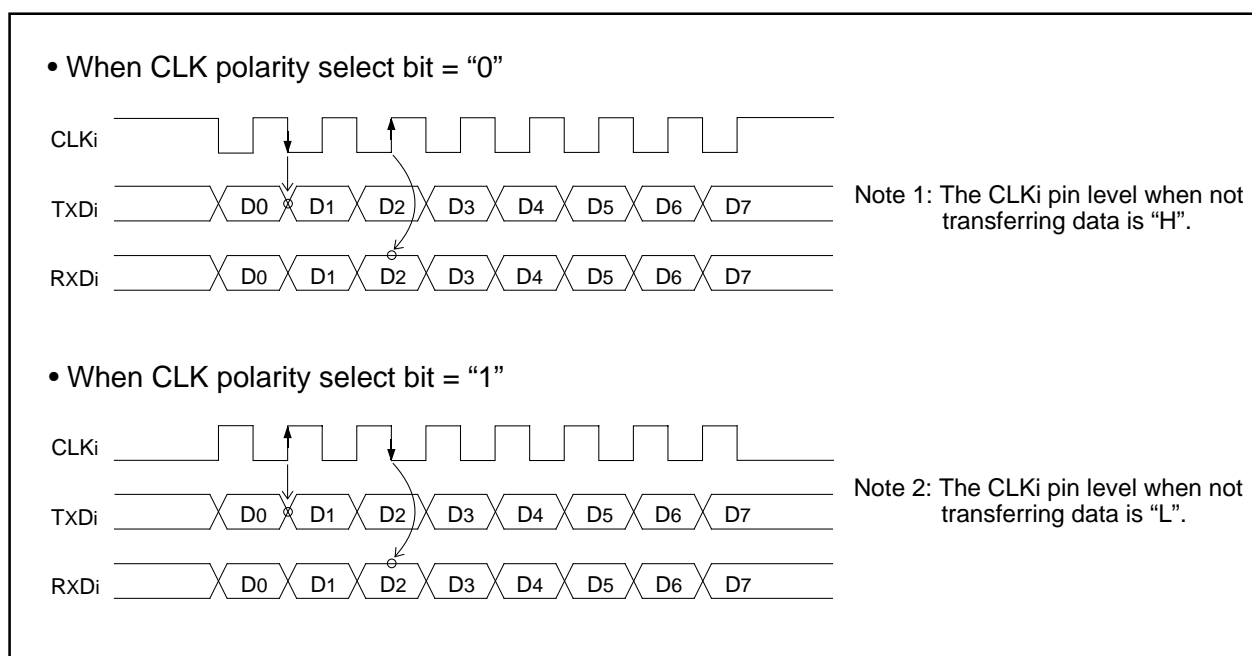 • When CLK polarity select bit = “0”
CLKi
TXDi D0 D1 D2 D3 D4 D5 D6 D7
RXDi D0 D1 D2 D3 D4 D5 D6 D7
Note 1: The CLKi pin level when not
transferring data is “H”.
• When CLK polarity select bit = “1”
CLKi
TXDi D0 D1 D2 D3 D4 D5 D6 D7
RXDi D0 D1 D2 D3 D4 D5 D6 D7
Note 2: The CLKi pin level when not
transferring data is “L”.